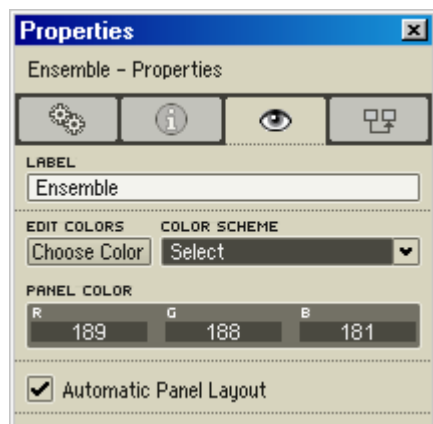 Properties
Ensemble - Properties
LABEL
Ensemble
EDIT COLORS COLOR SCHEME
Choose Color Select
PANEL COLOR
R G B
189 188 181
Automatic Panel Layout